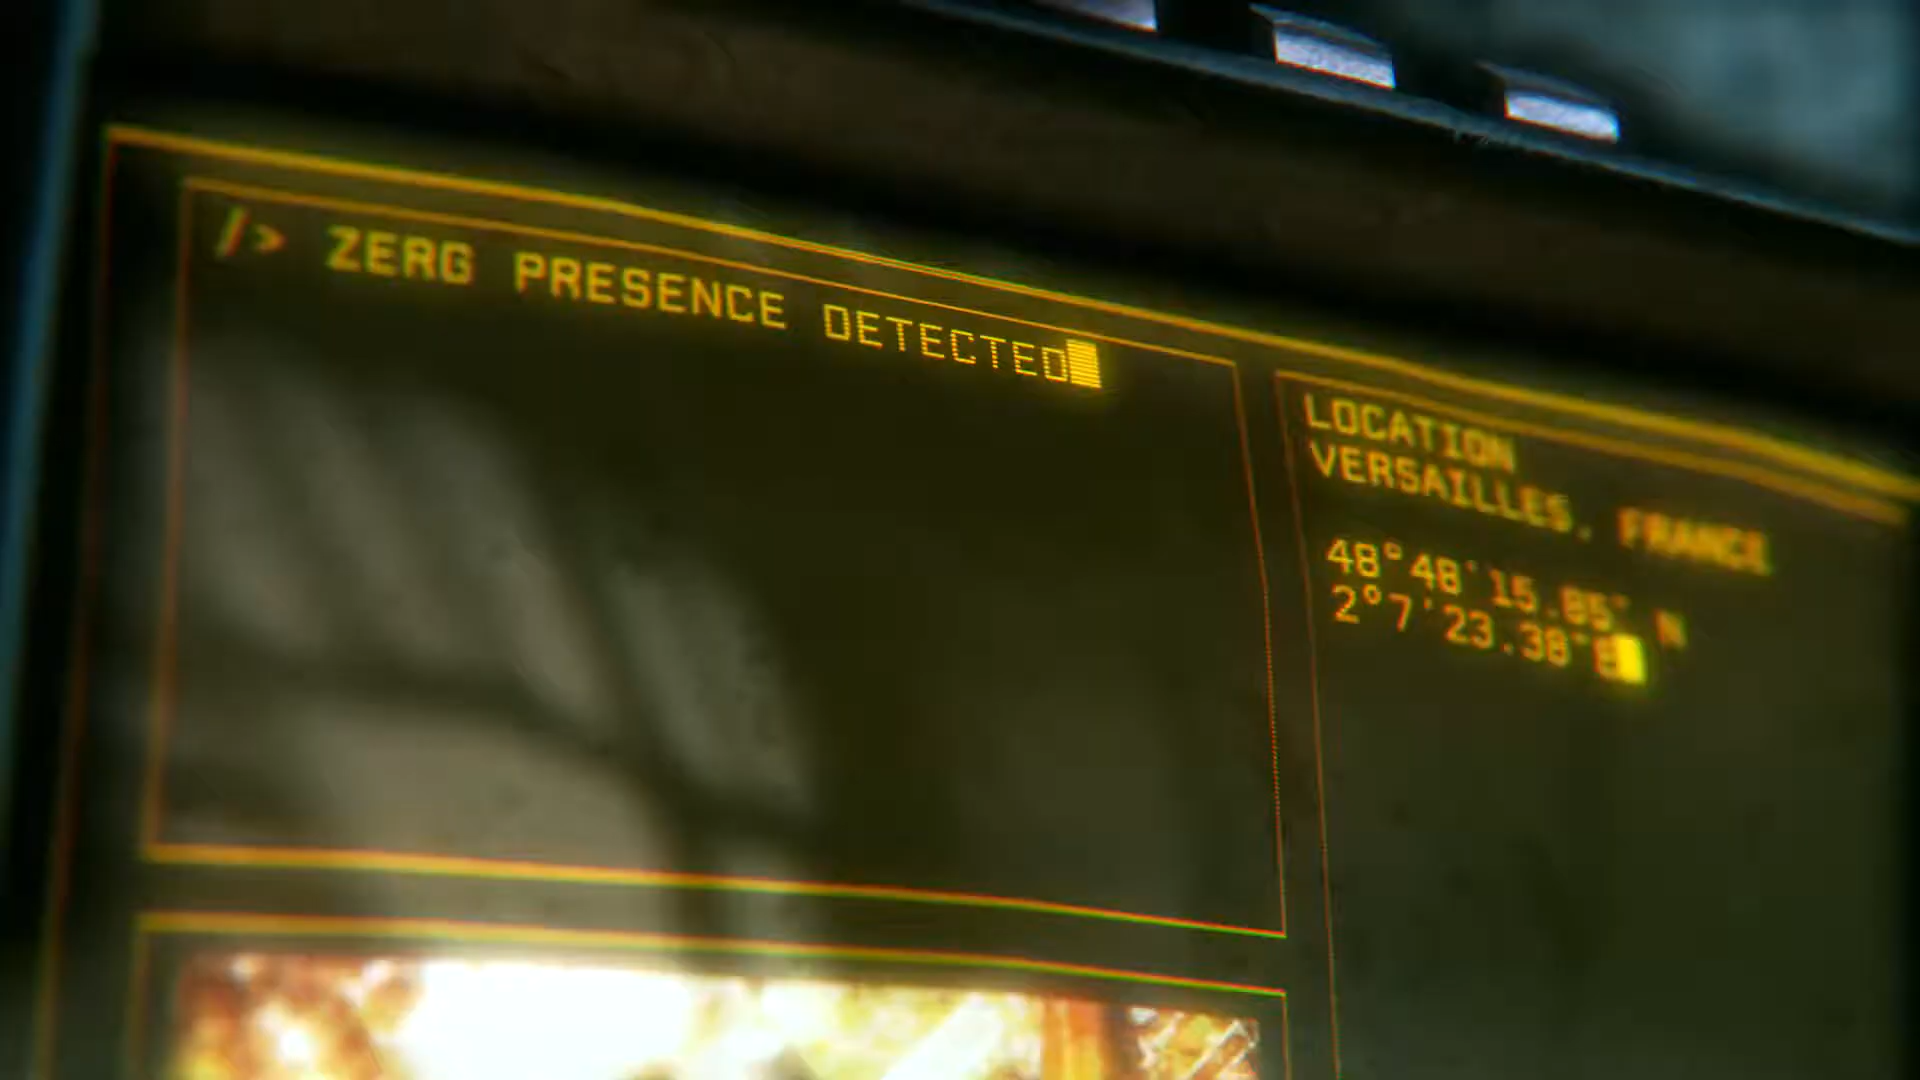 /> ZERG PRESENCE DETECTED
LOCATION
VERSAILLES, FRANCE
48°48'15.85" N
2°7'23.38"E